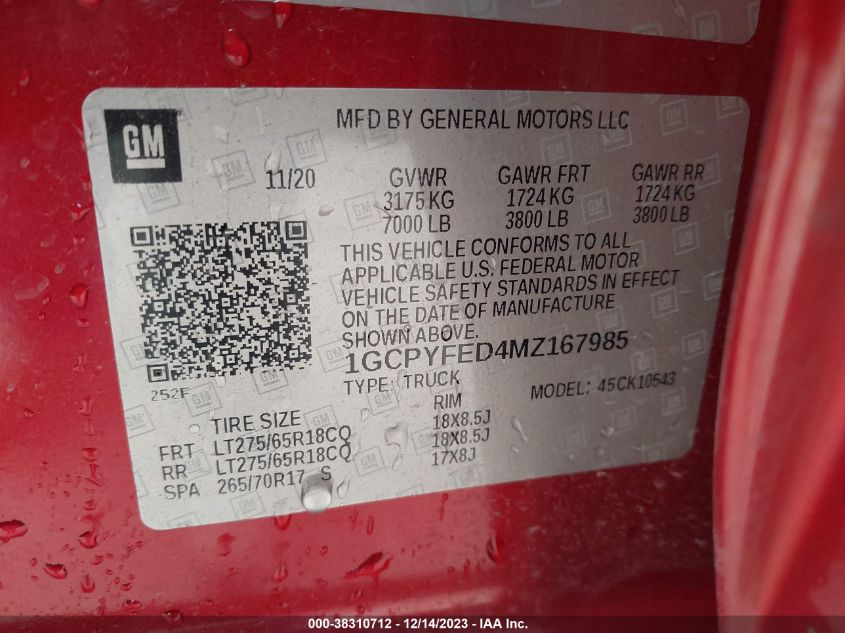 GM
MFD BY GENERAL MOTORS LLC
11/20 GVWR GAWR FRT GAWR RR
3175 KG 1724 KG 1724 KG
7000 LB 3800 LB 3800 LB
THIS VEHICLE CONFORMS TO ALL
APPLICABLE U.S. FEDERAL MOTOR
VEHICLE SAFETY STANDARDS IN EFFECT
ON THE DATE OF MANUFACTURE
SHOWN ABOVE.
1GCPYFED4MZ167985
252F
TYPE: TRUCK MODEL: 45CK10543
TIRE SIZE RIM
FRT LT275/65R18CQ 18X8.5J
RR LT275/65R18CQ 18X8.5J
SPA 265/70R17 S 17X8J
000-38310712 - 12/14/2023 - IAA Inc.